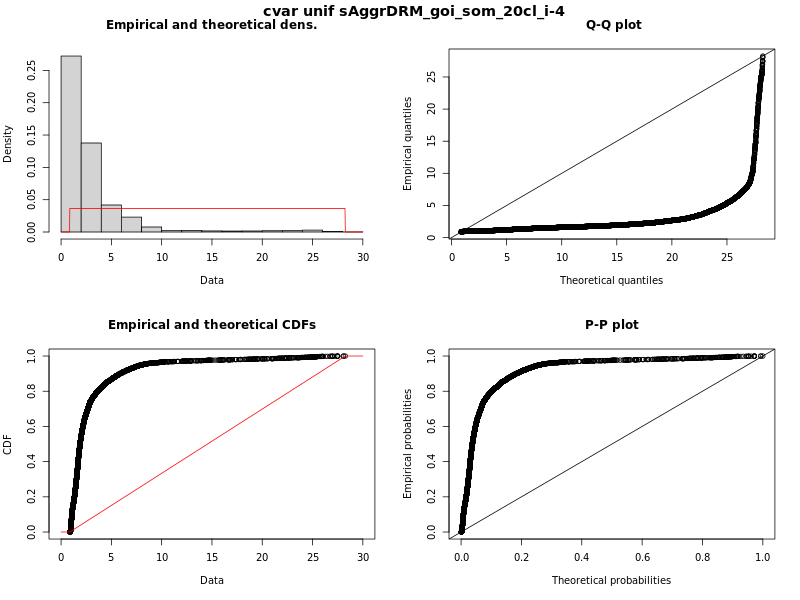 cvar unif sAggrDRM_goi_som_20cl_i-4
Empirical and theoretical dens.
Density
0.00 0.05 0.10 0.15 0.20 0.25
0 5 10 15 20 25 30
Data
Q-Q plot
Empirical quantiles
0 5 10 15 20 25
0 5 10 15 20 25
Theoretical quantiles
Empirical and theoretical CDFs
CDF
0.0 0.2 0.4 0.6 0.8 1.0
0 5 10 15 20 25 30
Data
P-P plot
Empirical probabilities
0.0 0.2 0.4 0.6 0.8 1.0
0.0 0.2 0.4 0.6 0.8 1.0
Theoretical probabilities